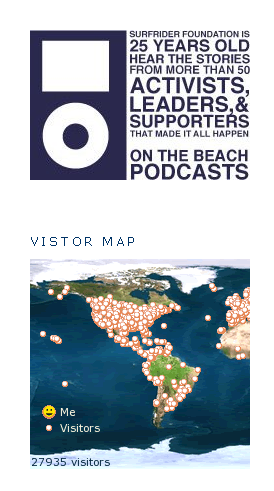 SURFRIDER FOUNDATION IS
25 YEARS OLD
HEAR THE STORIES
FROM MORE THAN 50
ACTIVISTS,
LEADERS,&
SUPPORTERS
THAT MADE IT ALL HAPPEN
ON THE BEACH
PODCASTS
VISTOR MAP
Me
Visitors
27935 visitors